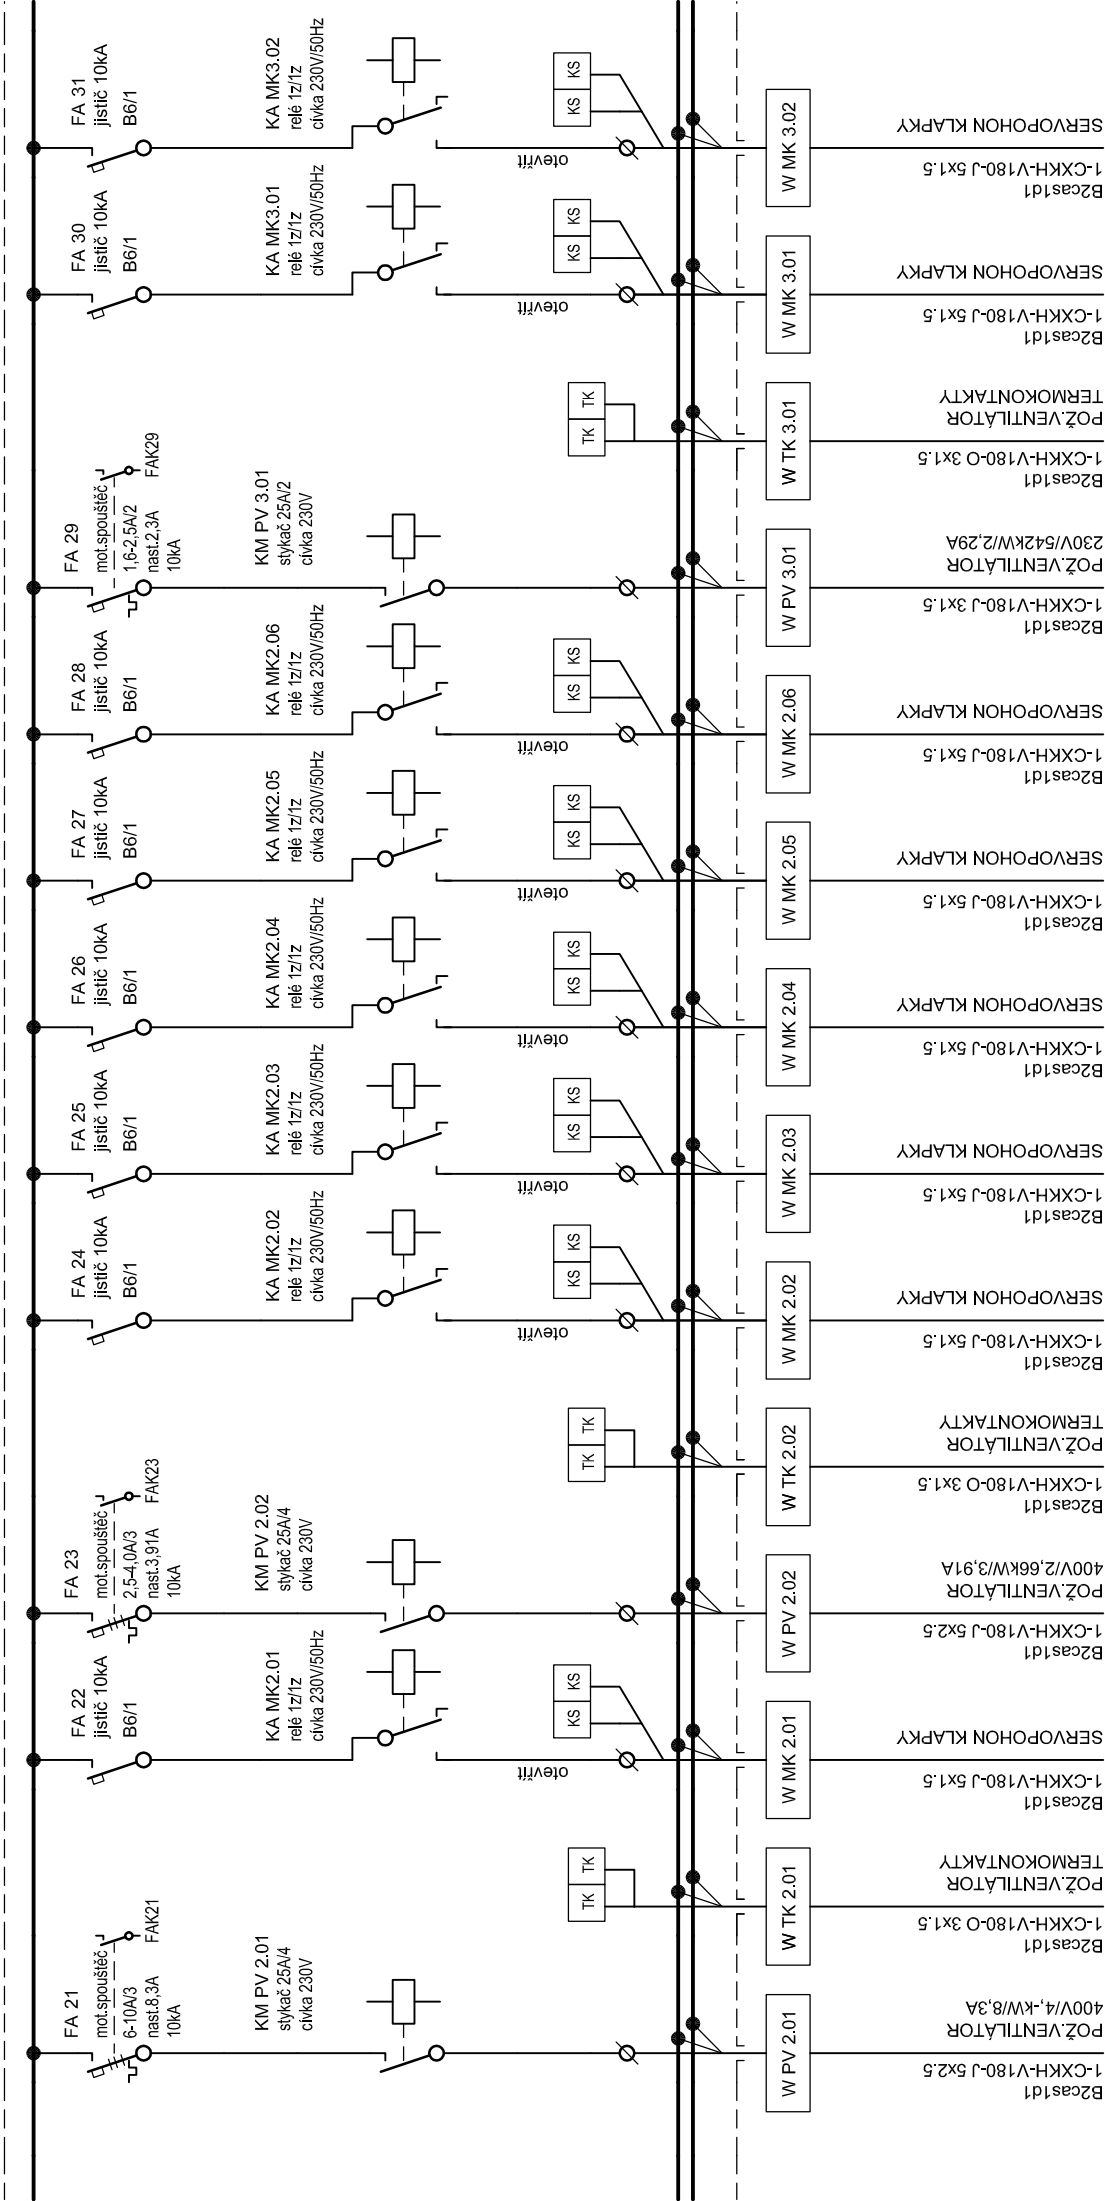 FA 21
mot.spouštěč
6-10A/3
nast.8,3A
10kA
FAK21
KM PV 2.01
stykač 25A/4
cívka 230V
W PV 2.01
B2cas1d1
1-CXKH-V180-J 5x2.5
POŽ.VENTILÁTOR
400V/4,-kW/8,3A
TK
TK
W TK 2.01
B2cas1d1
1-CXKH-V180-O 3x1.5
POŽ.VENTILÁTOR
TERMOKONTAKTY
FA 22
jistič 10kA
B6/1
KA MK2.01
relé 1z/1z
cívka 230V/50Hz
otevřít
KS
KS
W MK 2.01
B2cas1d1
1-CXKH-V180-J 5x1.5
SERVOPOHON KLAPKY
FA 23
mot.spouštěč
2,5-4,0A/3
nast.3,91A
10kA
FAK23
KM PV 2.02
stykač 25A/4
cívka 230V
W PV 2.02
B2cas1d1
1-CXKH-V180-J 5x2.5
POŽ.VENTILÁTOR
400V/2,66kW/3,91A
TK
TK
W TK 2.02
B2cas1d1
1-CXKH-V180-O 3x1.5
POŽ.VENTILÁTOR
TERMOKONTAKTY
FA 24
jistič 10kA
B6/1
KA MK2.02
relé 1z/1z
cívka 230V/50Hz
otevřít
KS
KS
W MK 2.02
B2cas1d1
1-CXKH-V180-J 5x1.5
SERVOPOHON KLAPKY
FA 25
jistič 10kA
B6/1
KA MK2.03
relé 1z/1z
cívka 230V/50Hz
otevřít
KS
KS
W MK 2.03
B2cas1d1
1-CXKH-V180-J 5x1.5
SERVOPOHON KLAPKY
FA 26
jistič 10kA
B6/1
KA MK2.04
relé 1z/1z
cívka 230V/50Hz
otevřít
KS
KS
W MK 2.04
B2cas1d1
1-CXKH-V180-J 5x1.5
SERVOPOHON KLAPKY
FA 27
jistič 10kA
B6/1
KA MK2.05
relé 1z/1z
cívka 230V/50Hz
otevřít
KS
KS
W MK 2.05
B2cas1d1
1-CXKH-V180-J 5x1.5
SERVOPOHON KLAPKY
FA 28
jistič 10kA
B6/1
KA MK2.06
relé 1z/1z
cívka 230V/50Hz
otevřít
KS
KS
W MK 2.06
B2cas1d1
1-CXKH-V180-J 5x1.5
SERVOPOHON KLAPKY
FA 29
mot.spouštěč
1,6-2,5A/2
nast.2,3A
10kA
FAK29
KM PV 3.01
stykač 25A/2
cívka 230V
W PV 3.01
B2cas1d1
1-CXKH-V180-J 3x1.5
POŽ.VENTILÁTOR
230V/542kW/2,29A
TK
TK
W TK 3.01
B2cas1d1
1-CXKH-V180-O 3x1.5
POŽ.VENTILÁTOR
TERMOKONTAKTY
FA 30
jistič 10kA
B6/1
KA MK3.01
relé 1z/1z
cívka 230V/50Hz
otevřít
KS
KS
W MK 3.01
B2cas1d1
1-CXKH-V180-J 5x1.5
SERVOPOHON KLAPKY
FA 31
jistič 10kA
B6/1
KA MK3.02
relé 1z/1z
cívka 230V/50Hz
otevřít
KS
KS
W MK 3.02
B2cas1d1
1-CXKH-V180-J 5x1.5
SERVOPOHON KLAPKY